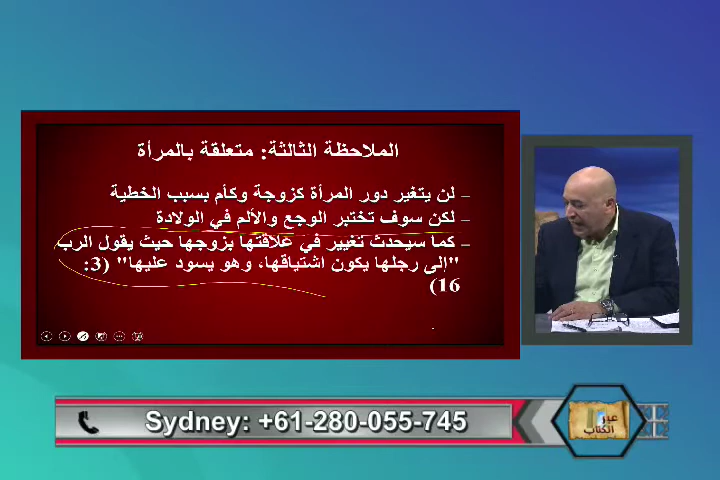 الملاحظة الثالثة: متعلقة بالمرأة
– لن يتغير دور المرأة كزوجة وكأم بسبب الخطية
– لكن سوف تختبر الوجع والألم في الولادة
– كما سيحدث تغيير في علاقتها بزوجها حيث يقول الرب
"إلى رجلها يكون اشتياقها، وهو يسود عليها" (3:
16)
Sydney: +61-280-055-745
عبر
الكتاب